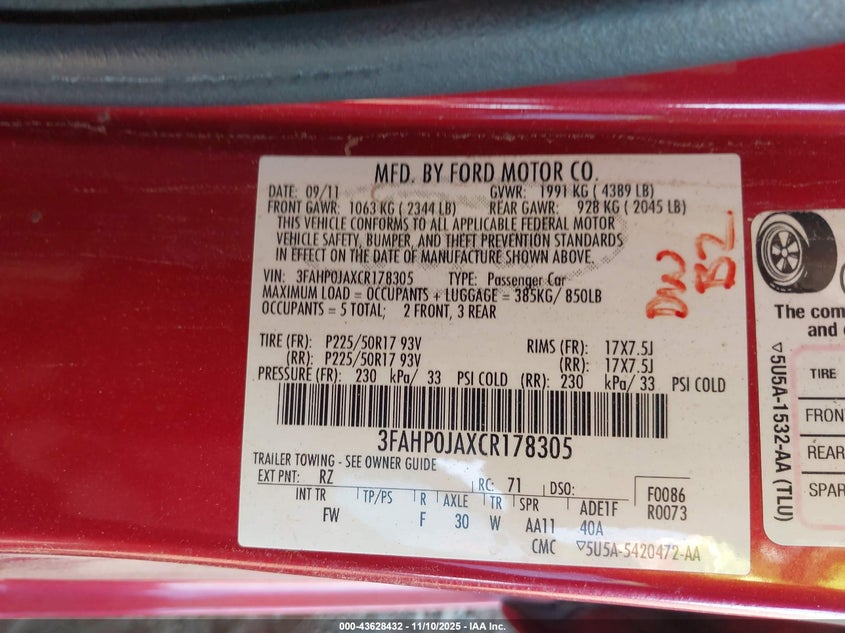 MFD. BY FORD MOTOR CO.
DATE: 09/11 GVWR: 1991 KG ( 4389 LB)
FRONT GAWR: 1063 KG ( 2344 LB) REAR GAWR: 928 KG ( 2045 LB)
THIS VEHICLE CONFORMS TO ALL APPLICABLE FEDERAL MOTOR
VEHICLE SAFETY, BUMPER, AND THEFT PREVENTION STANDARDS
IN EFFECT ON THE DATE OF MANUFACTURE SHOWN ABOVE.
VIN: 3FAHP0JAXCR178305 TYPE: Passenger Car
MAXIMUM LOAD = OCCUPANTS + LUGGAGE = 385KG/ 850LB
OCCUPANTS = 5 TOTAL; 2 FRONT, 3 REAR
TIRE (FR): P225/50R17 93V RIMS (FR): 17X7.5J
(RR): P225/50R17 93V (RR): 17X7.5J
PRESSURE (FR): 230 kPa/ 33 PSI COLD (RR): 230 kPa/ 33 PSI COLD
3FAHP0JAXCR178305
TRAILER TOWING - SEE OWNER GUIDE
EXT PNT: RZ RC: 71 DSO: F0086
INT TR TP/PS R AXLE TR SPR ADE1F R0073
FW F 30 W AA11 40A
CMC ▽5U5A-5420472-AA
DW
B2
The com
and
▽5U5A-1532-AA (TLU)
TIRE
FRON
REAR
SPAR
000-43628432 - 11/10/2025 - IAA Inc.